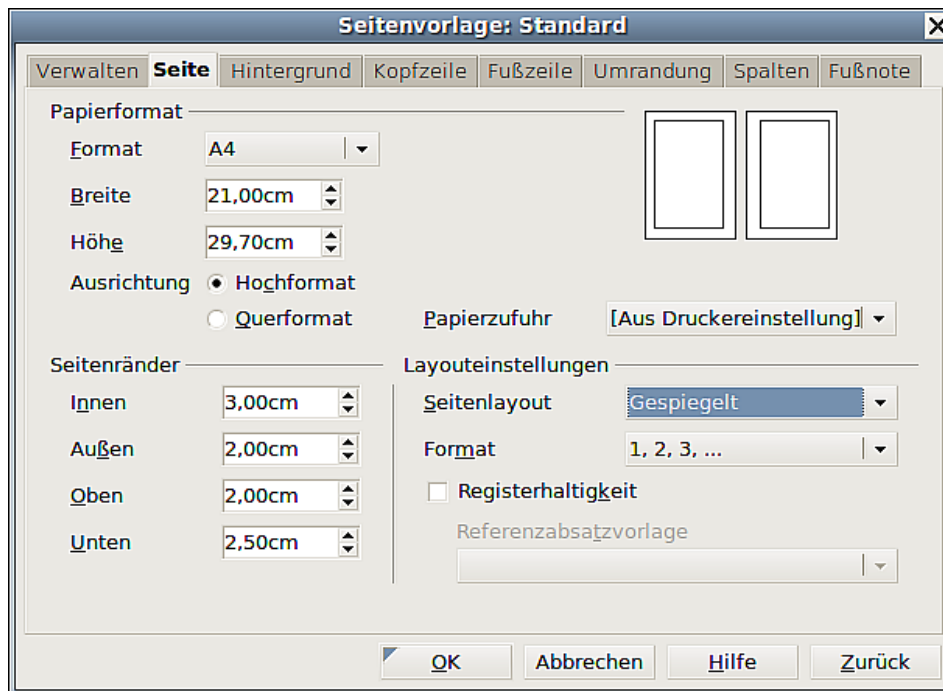 Seitenvorlage: Standard
Verwalten Seite Hintergrund Kopfzeile Fußzeile Umrandung Spalten Fußnote
Papierformat
Format A4
Breite 21,00cm
Höhe 29,70cm
Ausrichtung Hochformat
Querformat Papierzufuhr [Aus Druckereinstellung]
Seitenränder Layouteinstellungen
Innen 3,00cm Seitenlayout Gespiegelt
Außen 2,00cm Format 1, 2, 3, ...
Oben 2,00cm Registerhaltigkeit
Referenzabsatzvorlage
Unten 2,50cm
OK Abbrechen Hilfe Zurück